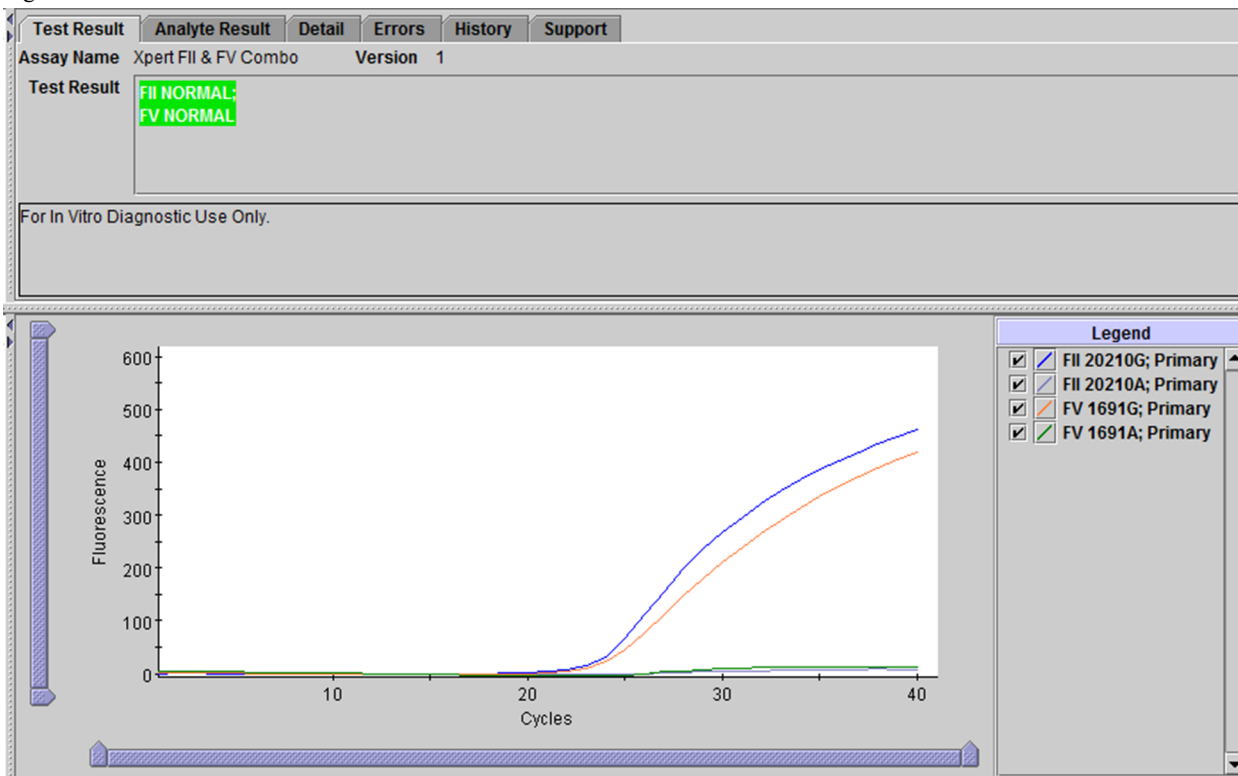 Test Result Analyte Result Detail Errors History Support
Assay Name Xpert FII & FV Combo Version 1
Test Result
FII NORMAL;
FV NORMAL
For In Vitro Diagnostic Use Only.
Legend
FII 20210G; Primary
FII 20210A; Primary
FV 1691G; Primary
FV 1691A; Primary
600
500
400
300
200
100
0
Fluorescence
10 20 30 40
Cycles